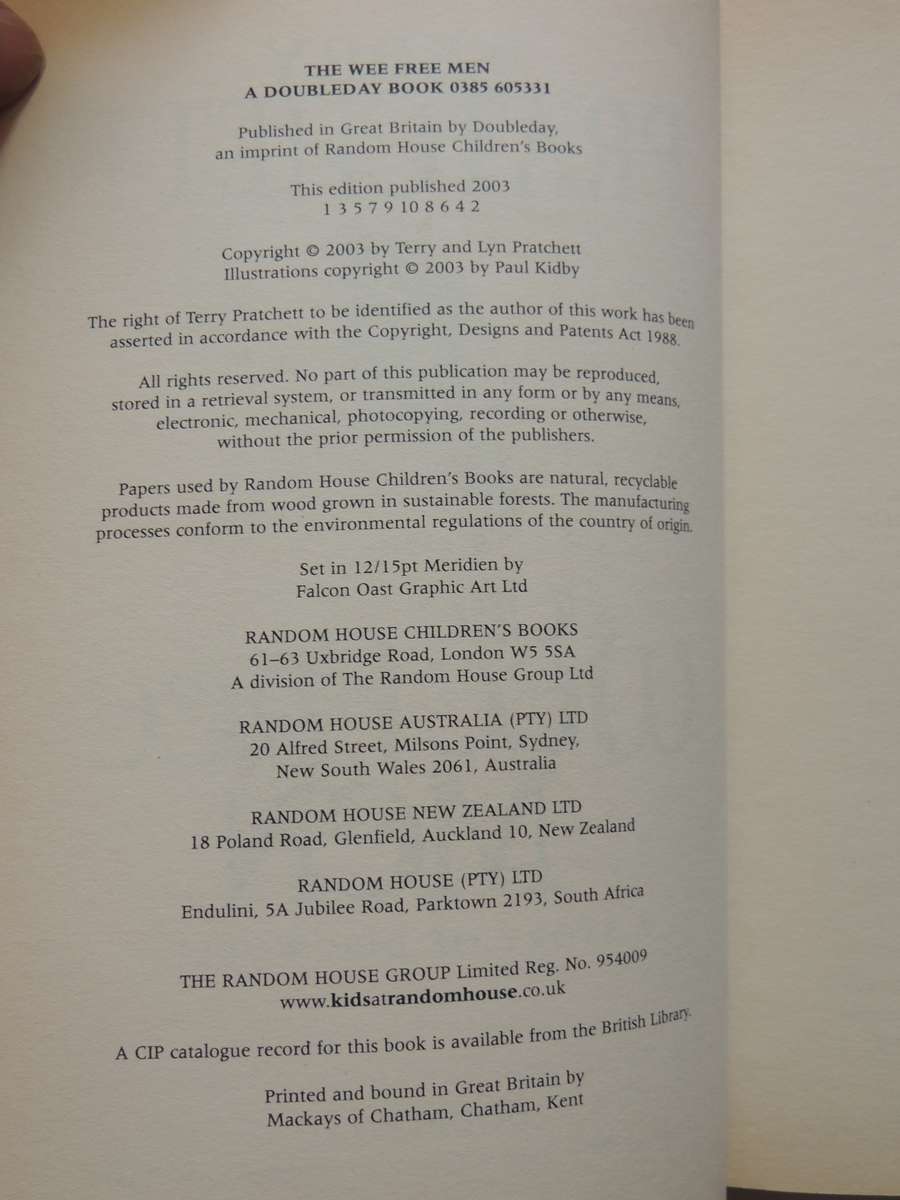 THE WEE FREE MEN
A DOUBLEDAY BOOK 0385 605331
Published in Great Britain by Doubleday,
an imprint of Random House Children's Books
This edition published 2003
1 3 5 7 9 10 8 6 4 2
Copyright © 2003 by Terry and Lyn Pratchett
Illustrations copyright © 2003 by Paul Kidby
The right of Terry Pratchett to be identified as the author of this work has been
asserted in accordance with the Copyright, Designs and Patents Act 1988.
All rights reserved. No part of this publication may be reproduced,
stored in a retrieval system, or transmitted in any form or by any means,
electronic, mechanical, photocopying, recording or otherwise,
without the prior permission of the publishers.
Papers used by Random House Children's Books are natural, recyclable
products made from wood grown in sustainable forests. The manufacturing
processes conform to the environmental regulations of the country of origin.
Set in 12/15pt Meridien by
Falcon Oast Graphic Art Ltd
RANDOM HOUSE CHILDREN'S BOOKS
61–63 Uxbridge Road, London W5 5SA
A division of The Random House Group Ltd
RANDOM HOUSE AUSTRALIA (PTY) LTD
20 Alfred Street, Milsons Point, Sydney,
New South Wales 2061, Australia
RANDOM HOUSE NEW ZEALAND LTD
18 Poland Road, Glenfield, Auckland 10, New Zealand
RANDOM HOUSE (PTY) LTD
Endulini, 5A Jubilee Road, Parktown 2193, South Africa
THE RANDOM HOUSE GROUP Limited Reg. No. 954009
www.kidsatrandomhouse.co.uk
A CIP catalogue record for this book is available from the British Library.
Printed and bound in Great Britain by
Mackays of Chatham, Chatham, Kent